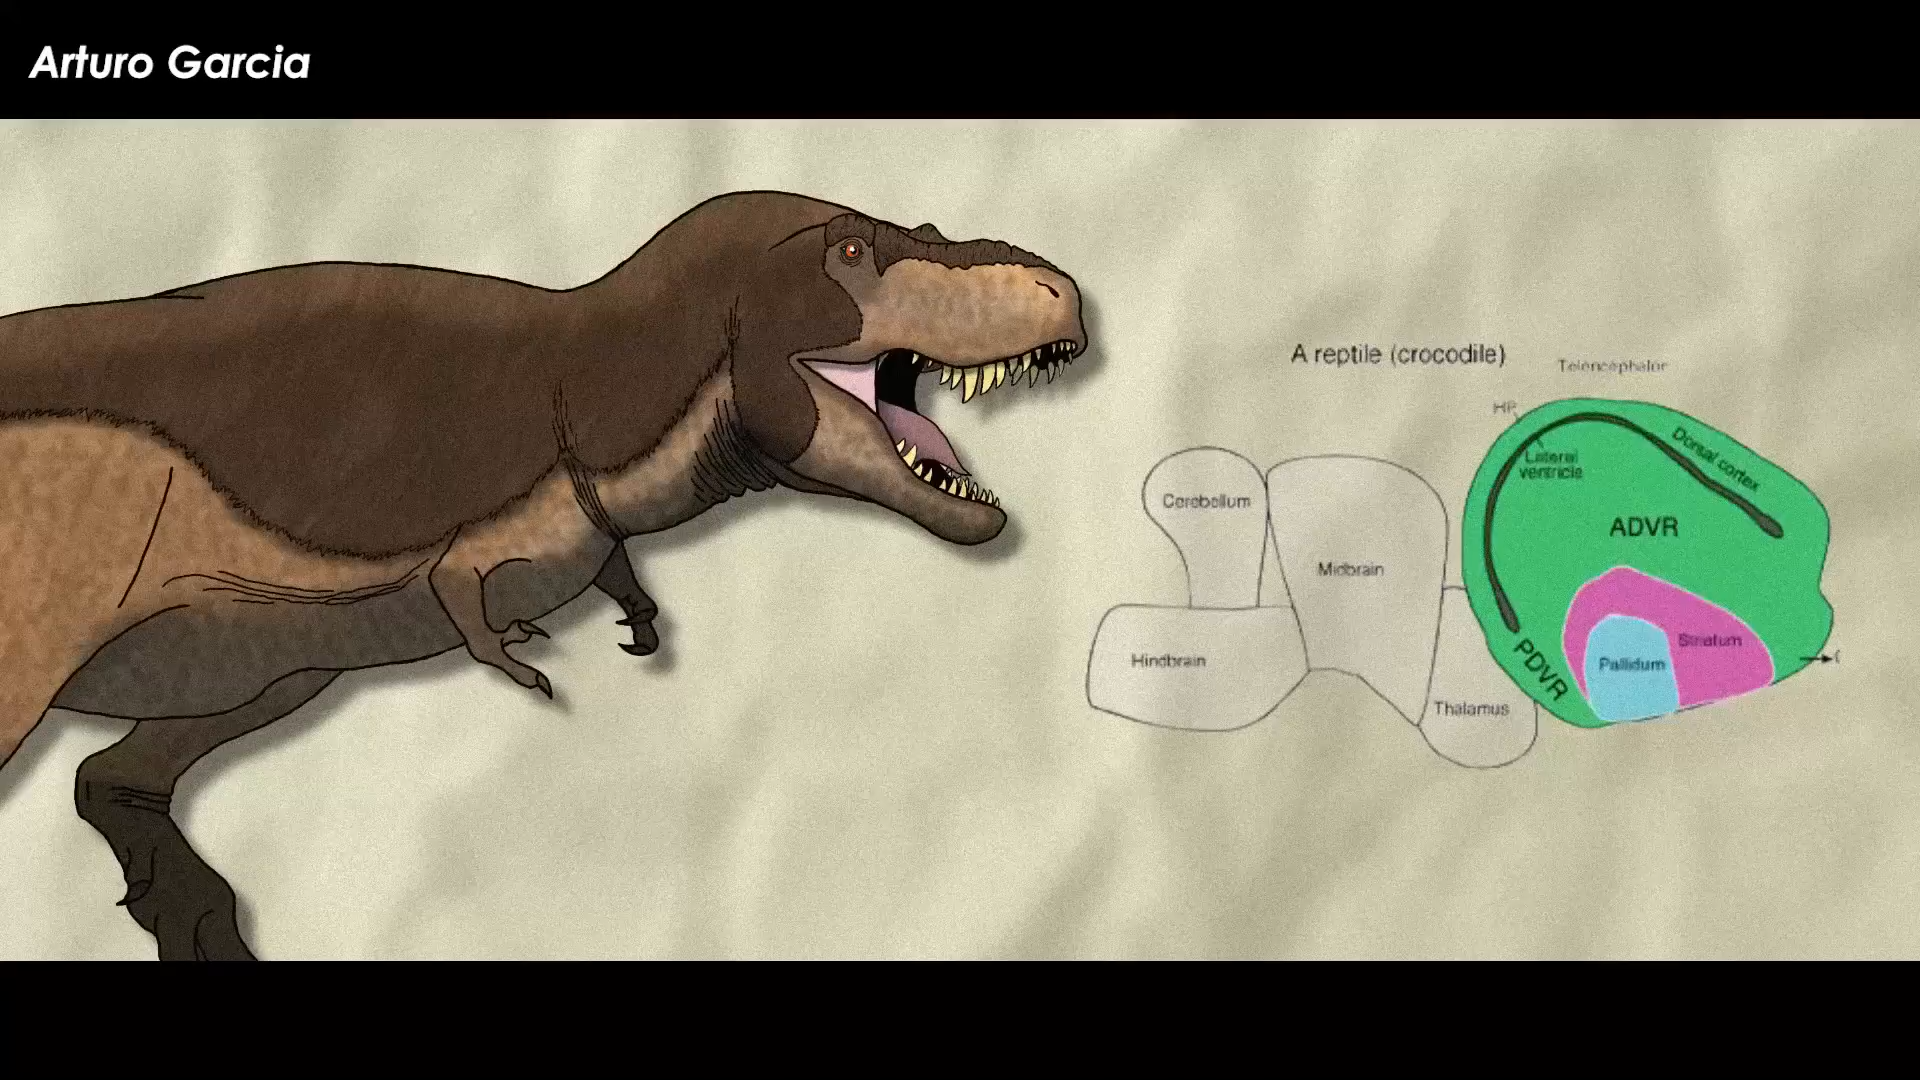 Arturo Garcia
A reptile (crocodile)
Telencephalon
HP
Dorsal cortex
Lateral
ventricle
Cerebellum
ADVR
Midbrain
Striatum
Pallidum
PDVR
Hindbrain
Thalamus